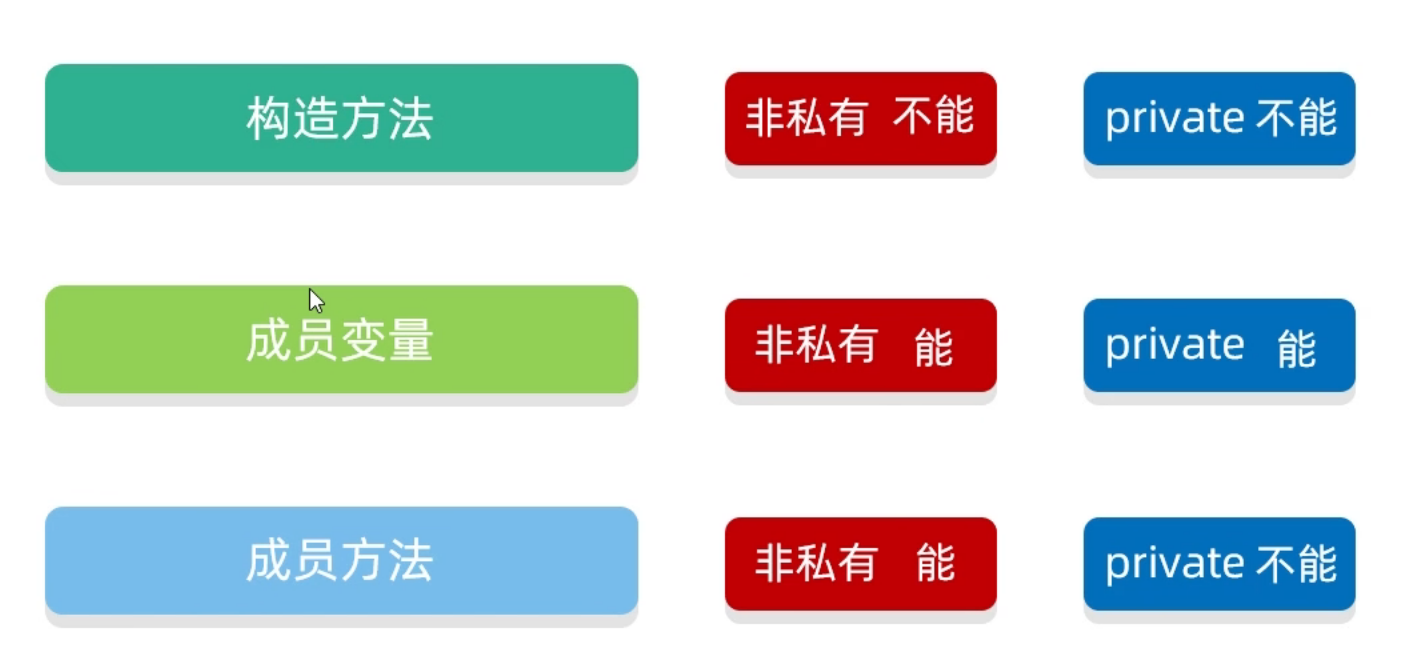 构造方法 非私有 不能 private 不能
成员变量 非私有 能 private 能
成员方法 非私有 能 private 不能